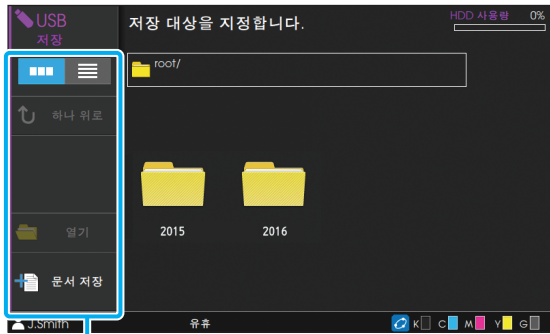 USB
저장
저장 대상을 지정합니다.
HDD 사용량 0%
root/
하나 위로
열기
문서 저장
2015
2016
J.Smith
유휴
K C M Y G